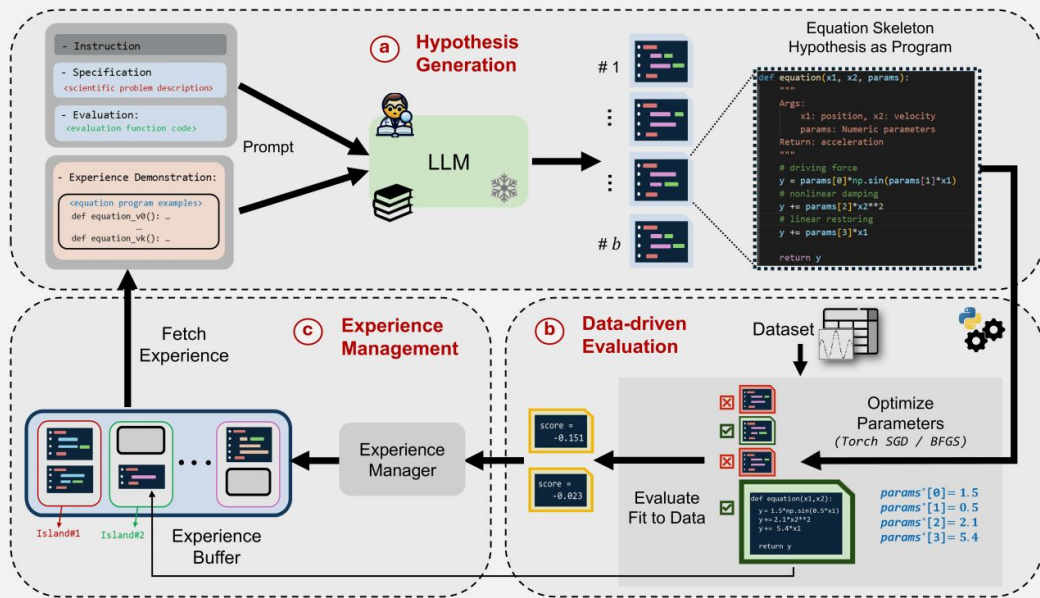 - Instruction
- Specification
<scientific problem description>
- Evaluation:
<evaluation function code>
- Experience Demonstration:
<equation program examples>
def equation_v0(): …
…
def equation_vk(): …
Prompt
a Hypothesis
Generation
LLM
# 1
⋮
⋮
# b
Equation Skeleton
Hypothesis as Program
def equation(x1, x2, params):
"""
Args:
x1: position, x2: velocity
params: Numeric parameters
Return: acceleration
"""
# driving force
y = params[0]*np.sin(params[1]*x1)
# nonlinear damping
y += params[2]*x2**2
# linear restoring
y += params[3]*x1
return y
Fetch
Experience
c Experience
Management
Experience
Manager
Island#1
Island#2
Experience
Buffer
b Data-driven
Evaluation
Dataset
score =
-0.151
score =
-0.023
Evaluate
Fit to Data
Optimize
Parameters
(Torch SGD / BFGS)
def equation(x1,x2):
y= 1.5*np.sin(0.5*x1)
y+= 2.1*x2**2
y+= 5.4*x1
return y
params*[0]= 1.5
params*[1]= 0.5
params*[2]= 2.1
params*[3]= 5.4